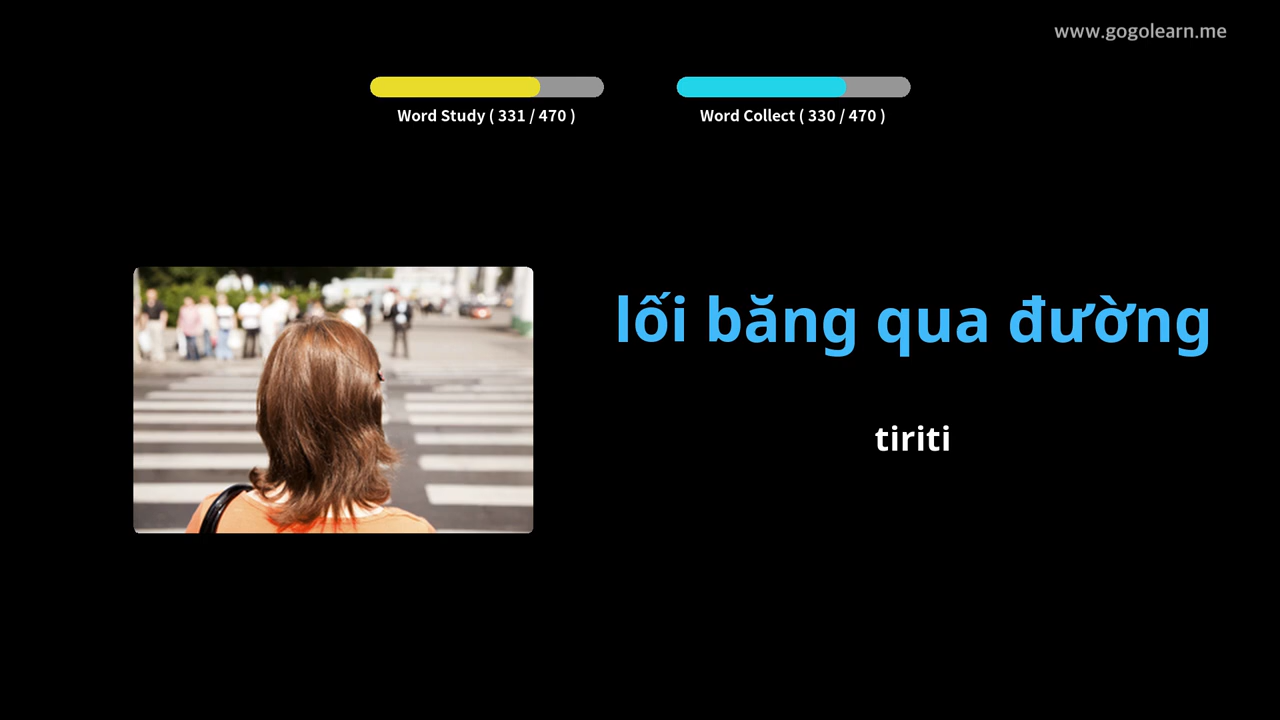 www.gogolearn.me
Word Study ( 331 / 470 )
Word Collect ( 330 / 470 )
lối băng qua đường
tiriti